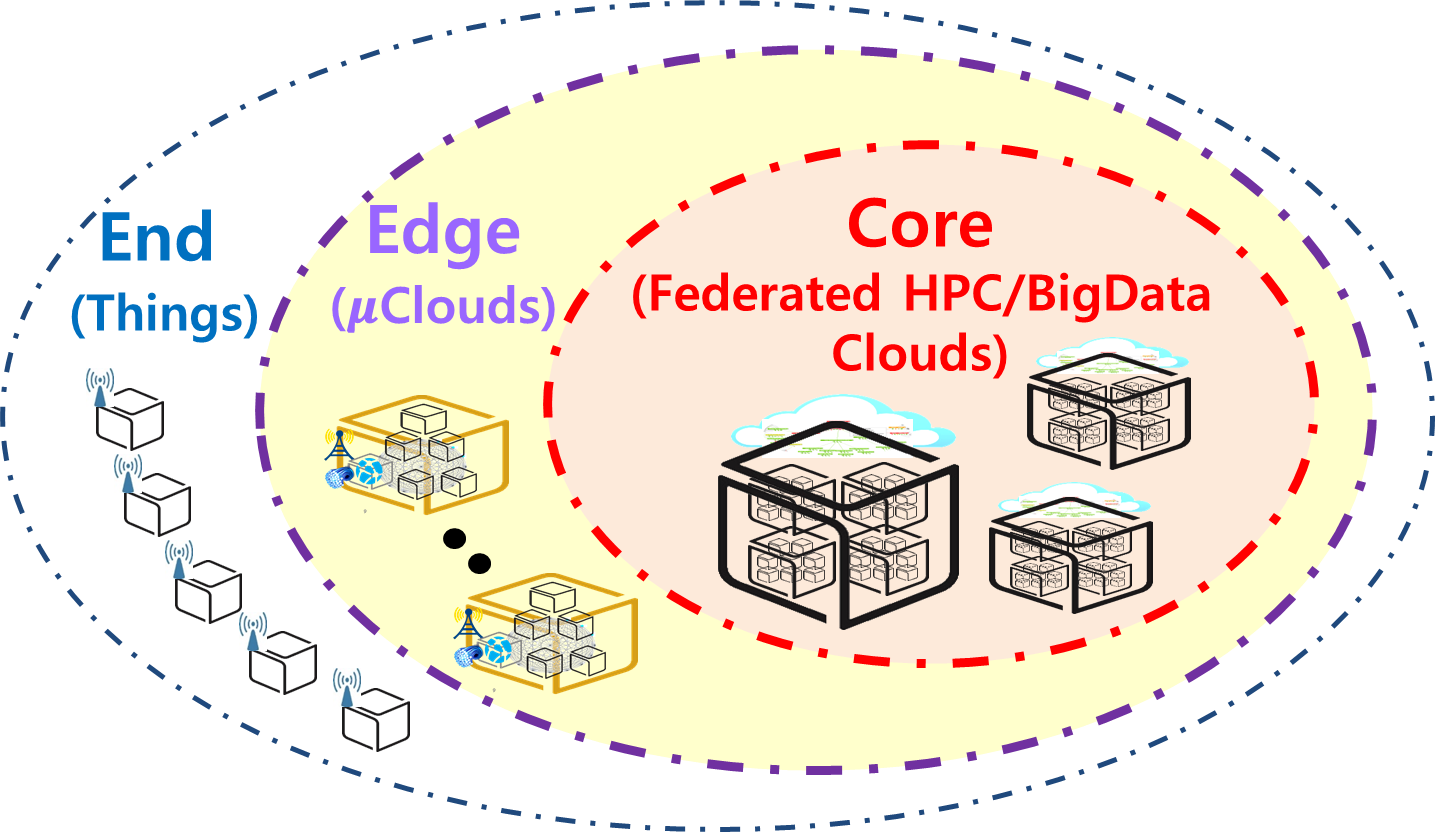 End
(Things)
Edge
(μClouds)
Core
(Federated HPC/BigData
Clouds)